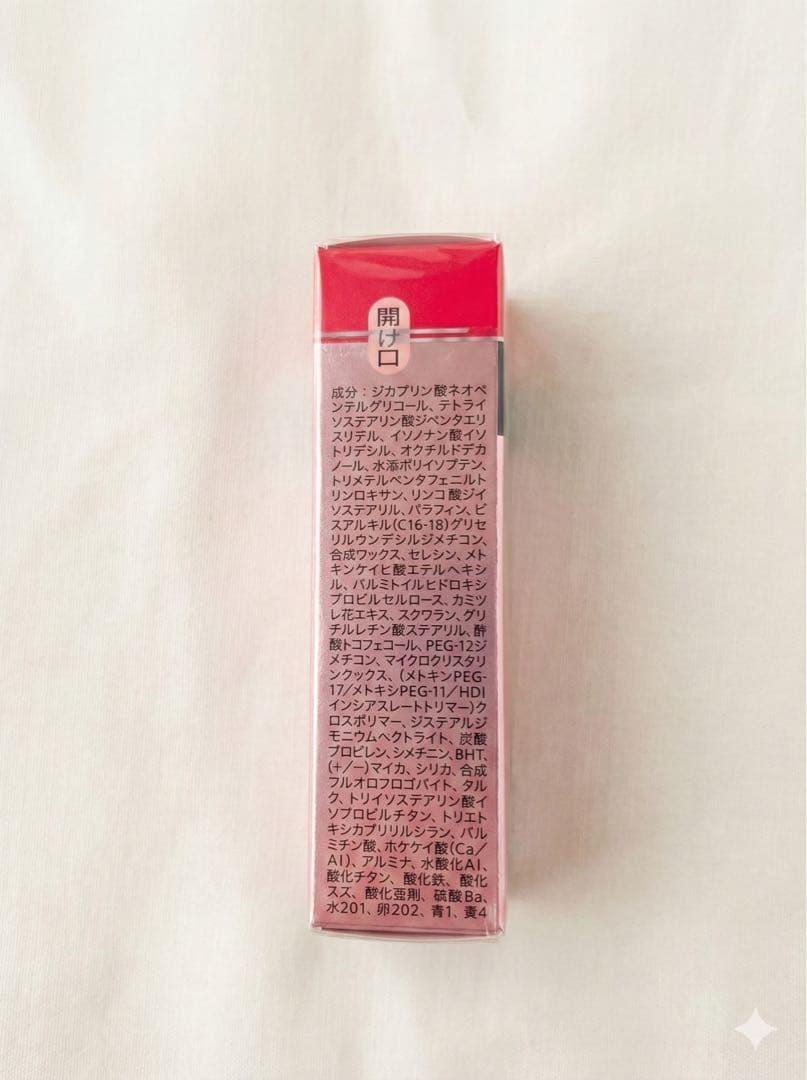 開け口
成分：ジカプリン酸ネオペ
ンテルグリコール、テトライ
ソステアリン酸ジペンタエリ
スリデル、イソノナン酸イソ
トリデシル、オクチルドデカ
ノール、水添ポリイソプテン、
トリメテルペンタフェニルト
リンロキサン、リンコ酸ジイ
ソステアリル、パラフィン、ビ
スアルキル(C16-18)グリセ
リルウンデシルジメチコン、
合成ワックス、セレシン、メト
キンケイヒ酸エテルヘキシ
ル、バルミトイルヒドロキシ
プロピルセルロース、カミツ
レ花エキス、スクワラン、グリ
チルレチン酸ステアリル、酢
酸トコフェコール、PEG-12ジ
メチコン、マイクロクリスタリ
ンクックス、(メトキンPEG-
17/メトキシPEG-11/HDI
インシアスレートトリマー)ク
ロスポリマー、ジステアルジ
モニウムヘクトライト、炭酸
プロビレン、シメチニン、BHT、
(+/−)マイカ、シリカ、合成
フルオロフロゴバイト、タル
ク、トリイソステアリン酸イ
ソプロピルチタン、トリエト
キシカプリリルシラン、バル
ミチン酸、ホケケイ酸(Ca/
Al)、アルミナ、水酸化Al、
酸化チタン、酸化鉄、酸化
スズ、酸化亜剤、硫酸Ba、
水201、卵202、青1、黄4